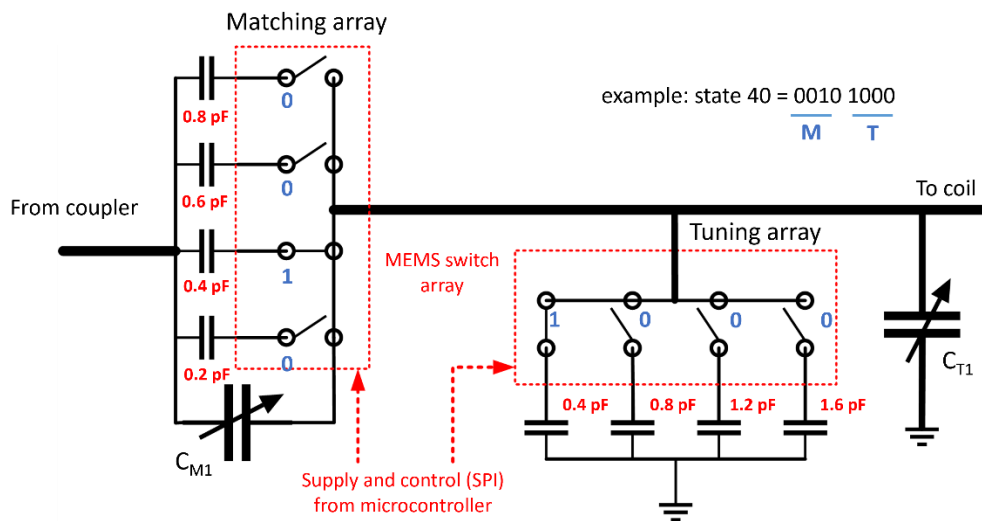 Matching array
0.8 pF
0
0.6 pF
0
From coupler
0.4 pF
1
0.2 pF
0
C_M1
MEMS switch
array
Supply and control (SPI)
from microcontroller
example: state 40 = 0010 1000
M T
To coil
Tuning array
1 0 0 0
0.4 pF 0.8 pF 1.2 pF 1.6 pF
C_T1